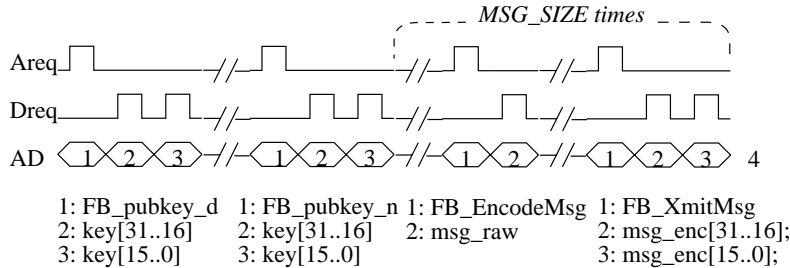 MSG_SIZE times
Areq
Dreq
AD 1 2 3 1 2 3 1 2 1 2 3 4
1: FB_pubkey_d 1: FB_pubkey_n 1: FB_EncodeMsg 1: FB_XmitMsg
2: key[31..16] 2: key[31..16] 2: msg_raw 2: msg_enc[31..16];
3: key[15..0] 3: key[15..0] 3: msg_enc[15..0];